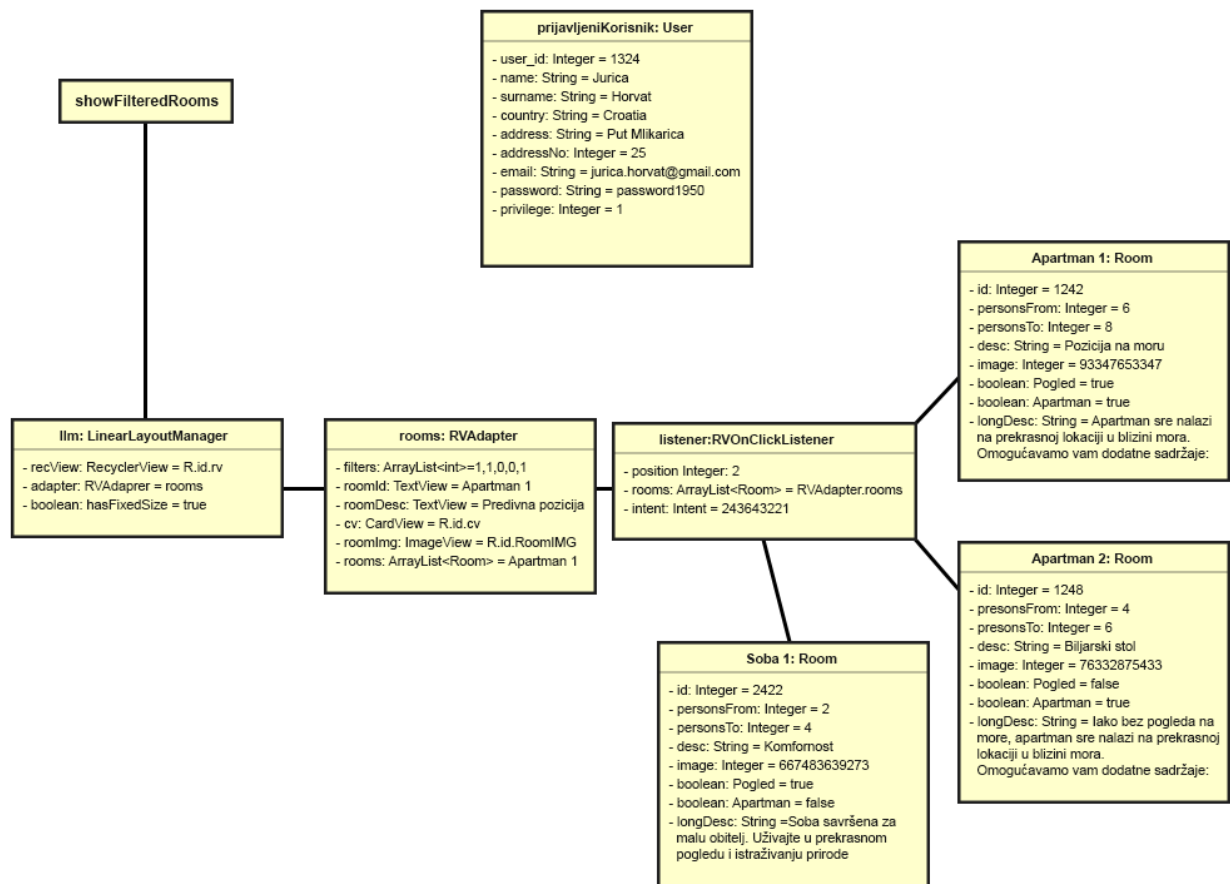 prijavljeniKorisnik: User
- user_id: Integer = 1324
- name: String = Jurica
- surname: String = Horvat
- country: String = Croatia
- address: String = Put Mlikarica
- addressNo: Integer = 25
- email: String = jurica.horvat@gmail.com
- password: String = password1950
- privilege: Integer = 1
showFilteredRooms
llm: LinearLayoutManager
- recView: RecyclerView = R.id.rv
- adapter: RVAdaprer = rooms
- boolean: hasFixedSize = true
rooms: RVAdapter
- filters: ArrayList<int>=1,1,0,0,1
- roomId: TextView = Apartman 1
- roomDesc: TextView = Predivna pozicija
- cv: CardView = R.id.cv
- roomImg: ImageView = R.id.RoomIMG
- rooms: ArrayList<Room> = Apartman 1
listener:RVOnClickListener
- position Integer: 2
- rooms: ArrayList<Room> = RVAdapter.rooms
- intent: Intent = 243643221
Apartman 1: Room
- id: Integer = 1242
- personsFrom: Integer = 6
- personsTo: Integer = 8
- desc: String = Pozicija na moru
- image: Integer = 93347653347
- boolean: Pogled = true
- boolean: Apartman = true
- longDesc: String = Apartman sre nalazi
na prekrasnoj lokaciji u blizini mora.
Omogućavamo vam dodatne sadržaje:
Apartman 2: Room
- id: Integer = 1248
- presonsFrom: Integer = 4
- presonsTo: Integer = 6
- desc: String = Biljarski stol
- image: Integer = 76332875433
- boolean: Pogled = false
- boolean: Apartman = true
- longDesc: String = Iako bez pogleda na
more, apartman sre nalazi na prekrasnoj
lokaciji u blizini mora.
Omogućavamo vam dodatne sadržaje:
Soba 1: Room
- id: Integer = 2422
- personsFrom: Integer = 2
- personsTo: Integer = 4
- desc: String = Komfornost
- image: Integer = 667483639273
- boolean: Pogled = true
- boolean: Apartman = false
- longDesc: String =Soba savršena za
malu obitelj. Uživajte u prekrasnom
pogledu i istraživanju prirode